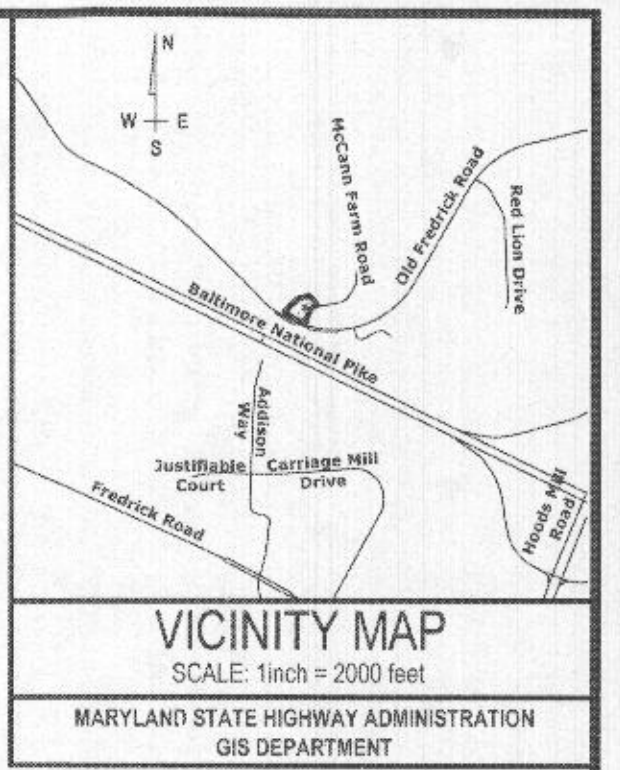 N
W E
S
McCann Farm Road
Old Fredrick Road
Red Lion Drive
Baltimore National Pike
Addison
Way
Justifiable
Court
Carriage Mill
Drive
Fredrick Road
Hoods Mill
Road
VICINITY MAP
SCALE: 1inch = 2000 feet
MARYLAND STATE HIGHWAY ADMINISTRATION
GIS DEPARTMENT